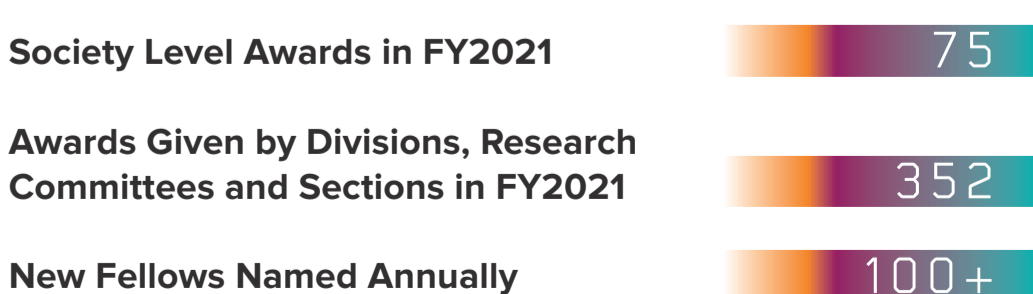 Society Level Awards in FY2021 75
Awards Given by Divisions, Research
Committees and Sections in FY2021 352
New Fellows Named Annually 100+